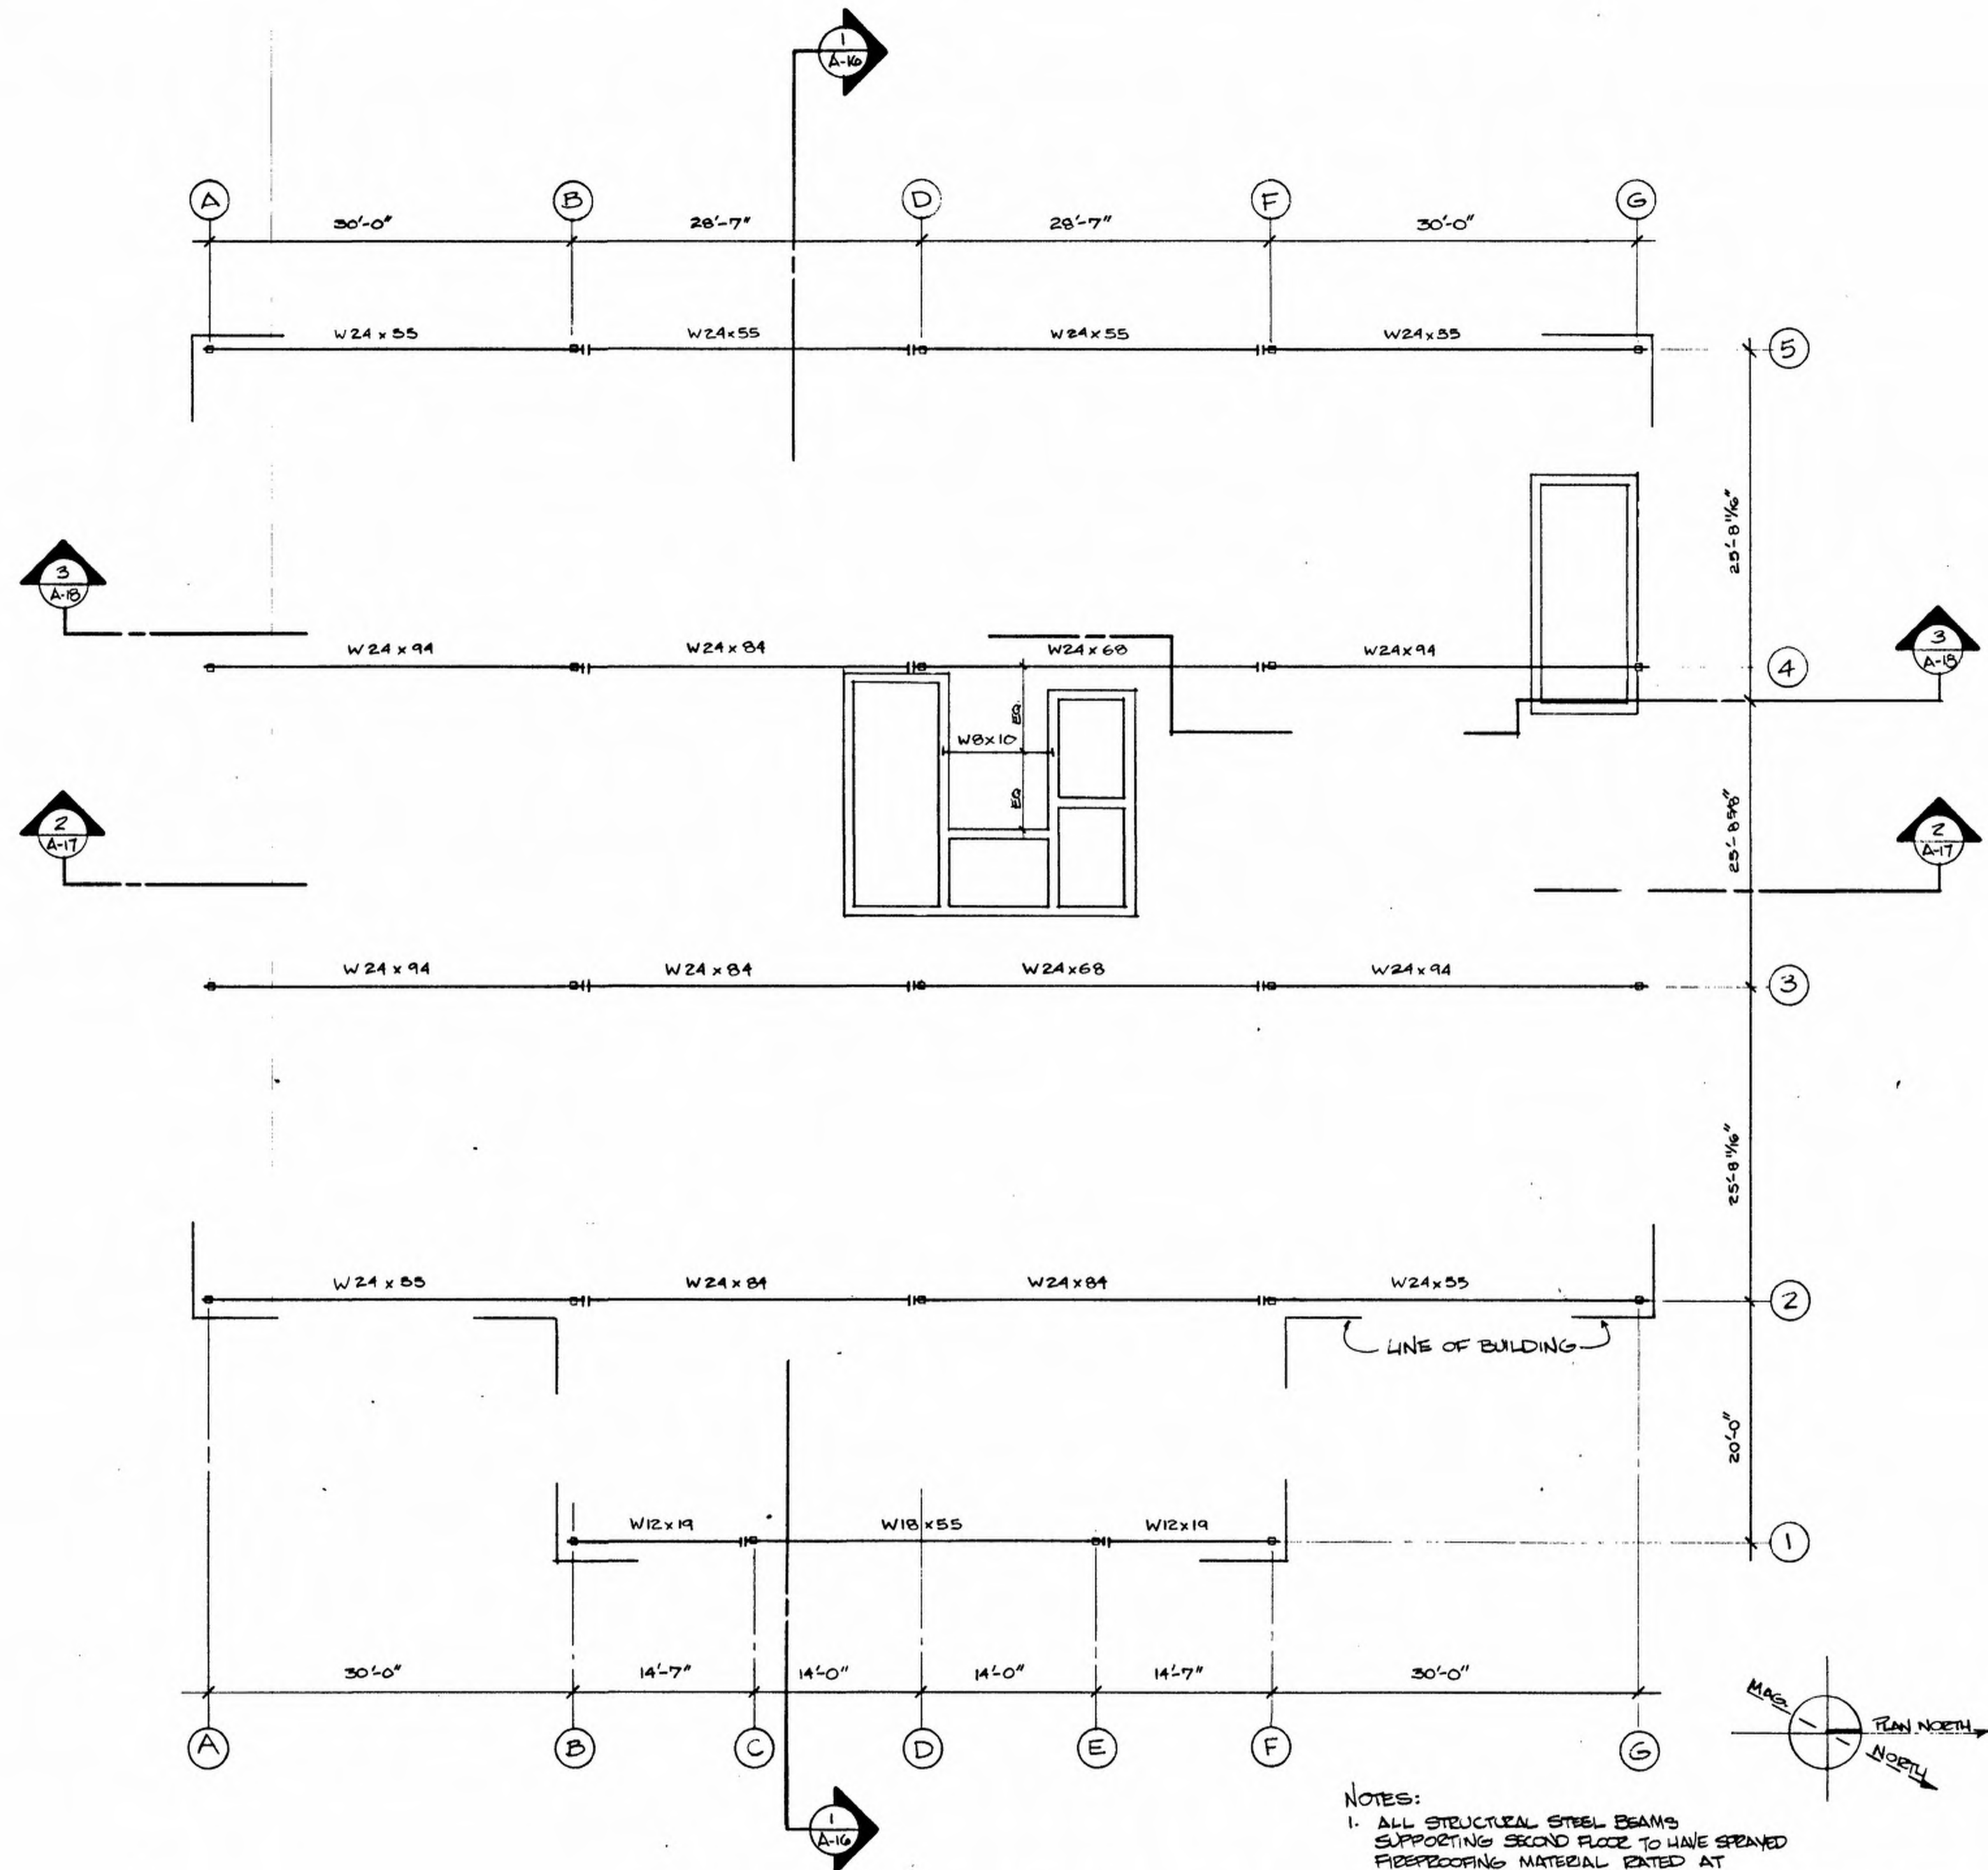 1
A-16
A B D F G
30'-0" 28'-7" 28'-7" 30'-0"
W24x55 W24x55 W24x55 W24x55
5
25'-8 11/16"
3
A-18
3
A-18
W24x94 W24x84 W24x68 W24x94
4
EQ.
W8x10
EQ.
25'-8 5/8"
2
A-17
2
A-17
W24x94 W24x84 W24x68 W24x94
3
25'-8 11/16"
W24x55 W24x84 W24x84 W24x55
2
LINE OF BUILDING
20'-0"
W12x19 W18x55 W12x19
1
30'-0" 14'-7" 14'-0" 14'-0" 14'-7" 30'-0"
A B C D E F G
MAG.
PLAN NORTH
NORTH
1
A-16
NOTES:
1. ALL STRUCTURAL STEEL BEAMS
SUPPORTING SECOND FLOOR TO HAVE SPRAYED
FIREPROOFING MATERIAL RATED AT